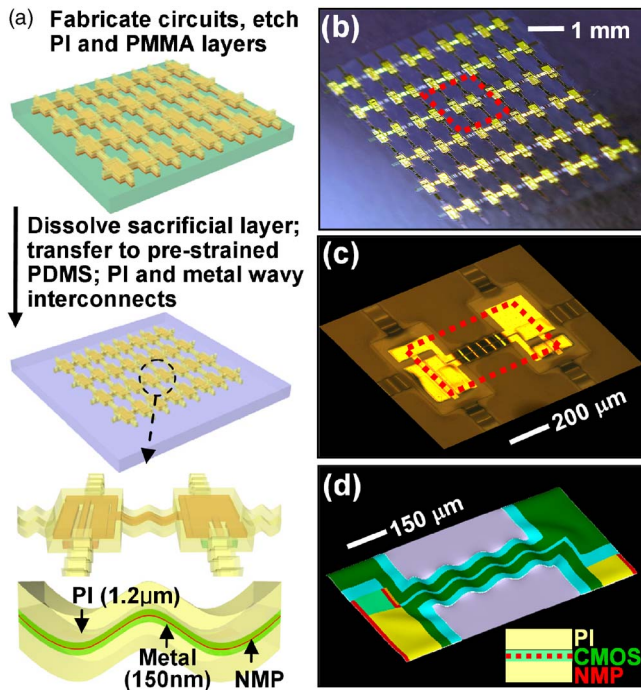 (a) Fabricate circuits, etch
PI and PMMA layers
Dissolve sacrificial layer;
transfer to pre-strained
PDMS; PI and metal wavy
interconnects
PI (1.2μm)
Metal
(150nm)
NMP
(b)
1 mm
(c)
200 μm
(d)
150 μm
PI
CMOS
NMP